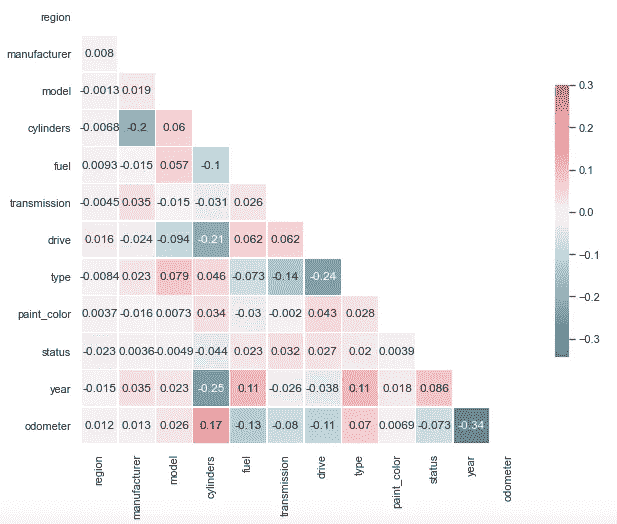 region
manufacturer 0.008
model -0.0013 0.019
cylinders -0.0068 -0.2 0.06
fuel 0.0093 -0.015 0.057 -0.1
transmission -0.0045 0.035 -0.015 -0.031 0.026
drive 0.016 -0.024 -0.094 -0.21 0.062 0.062
type -0.0084 0.023 0.079 0.046 -0.073 -0.14 -0.24
paint_color 0.0037 -0.016 0.0073 0.034 -0.03 -0.002 0.043 0.028
status -0.023 0.0036 -0.0049 -0.044 0.023 0.032 0.027 0.02 0.0039
year -0.015 0.035 0.023 -0.25 0.11 -0.026 -0.038 0.11 0.018 0.086
odometer 0.012 0.013 0.026 0.17 -0.13 -0.08 -0.11 0.07 0.0069 -0.073 -0.34
region
manufacturer
model
cylinders
fuel
transmission
drive
type
paint_color
status
year
odometer
0.3
0.2
0.1
0.0
−0.1
−0.2
−0.3